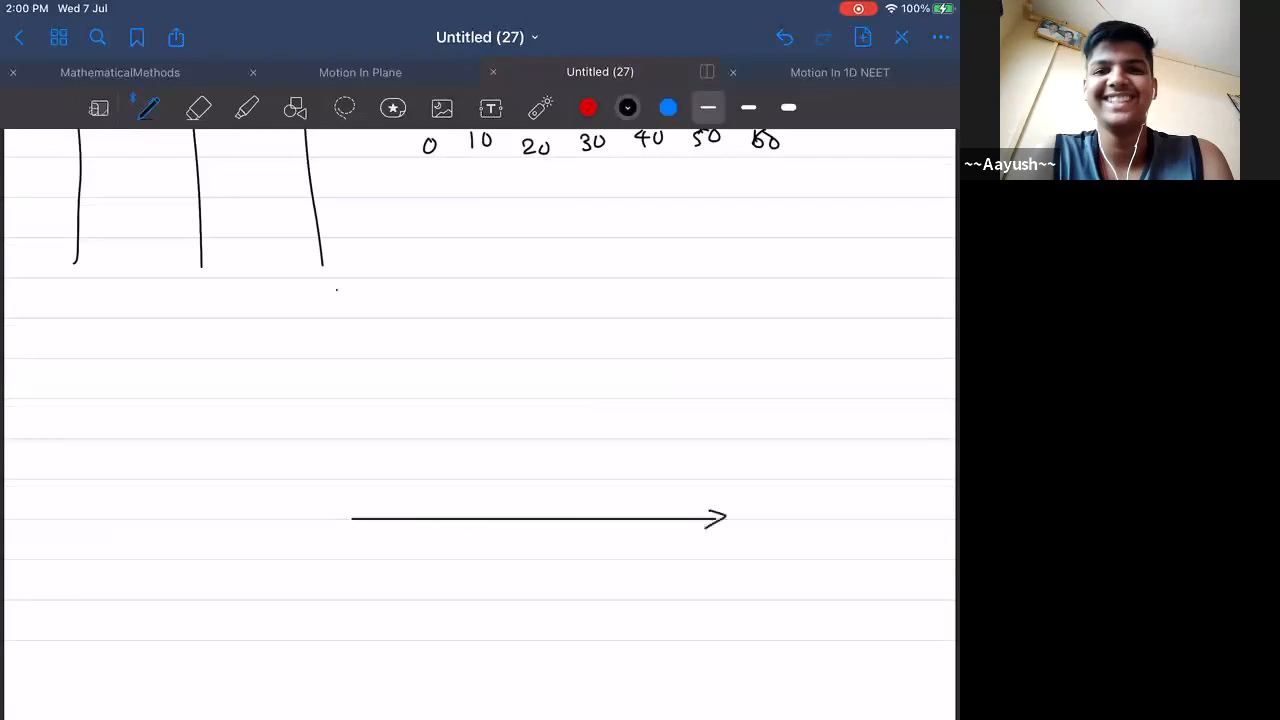 2:00 PM Wed 7 Jul 100%
Untitled (27)
MathematicalMethods Motion In Plane Untitled (27) Motion In 1D NEET
0 10 20 30 40 50 60
~~Aayush~~